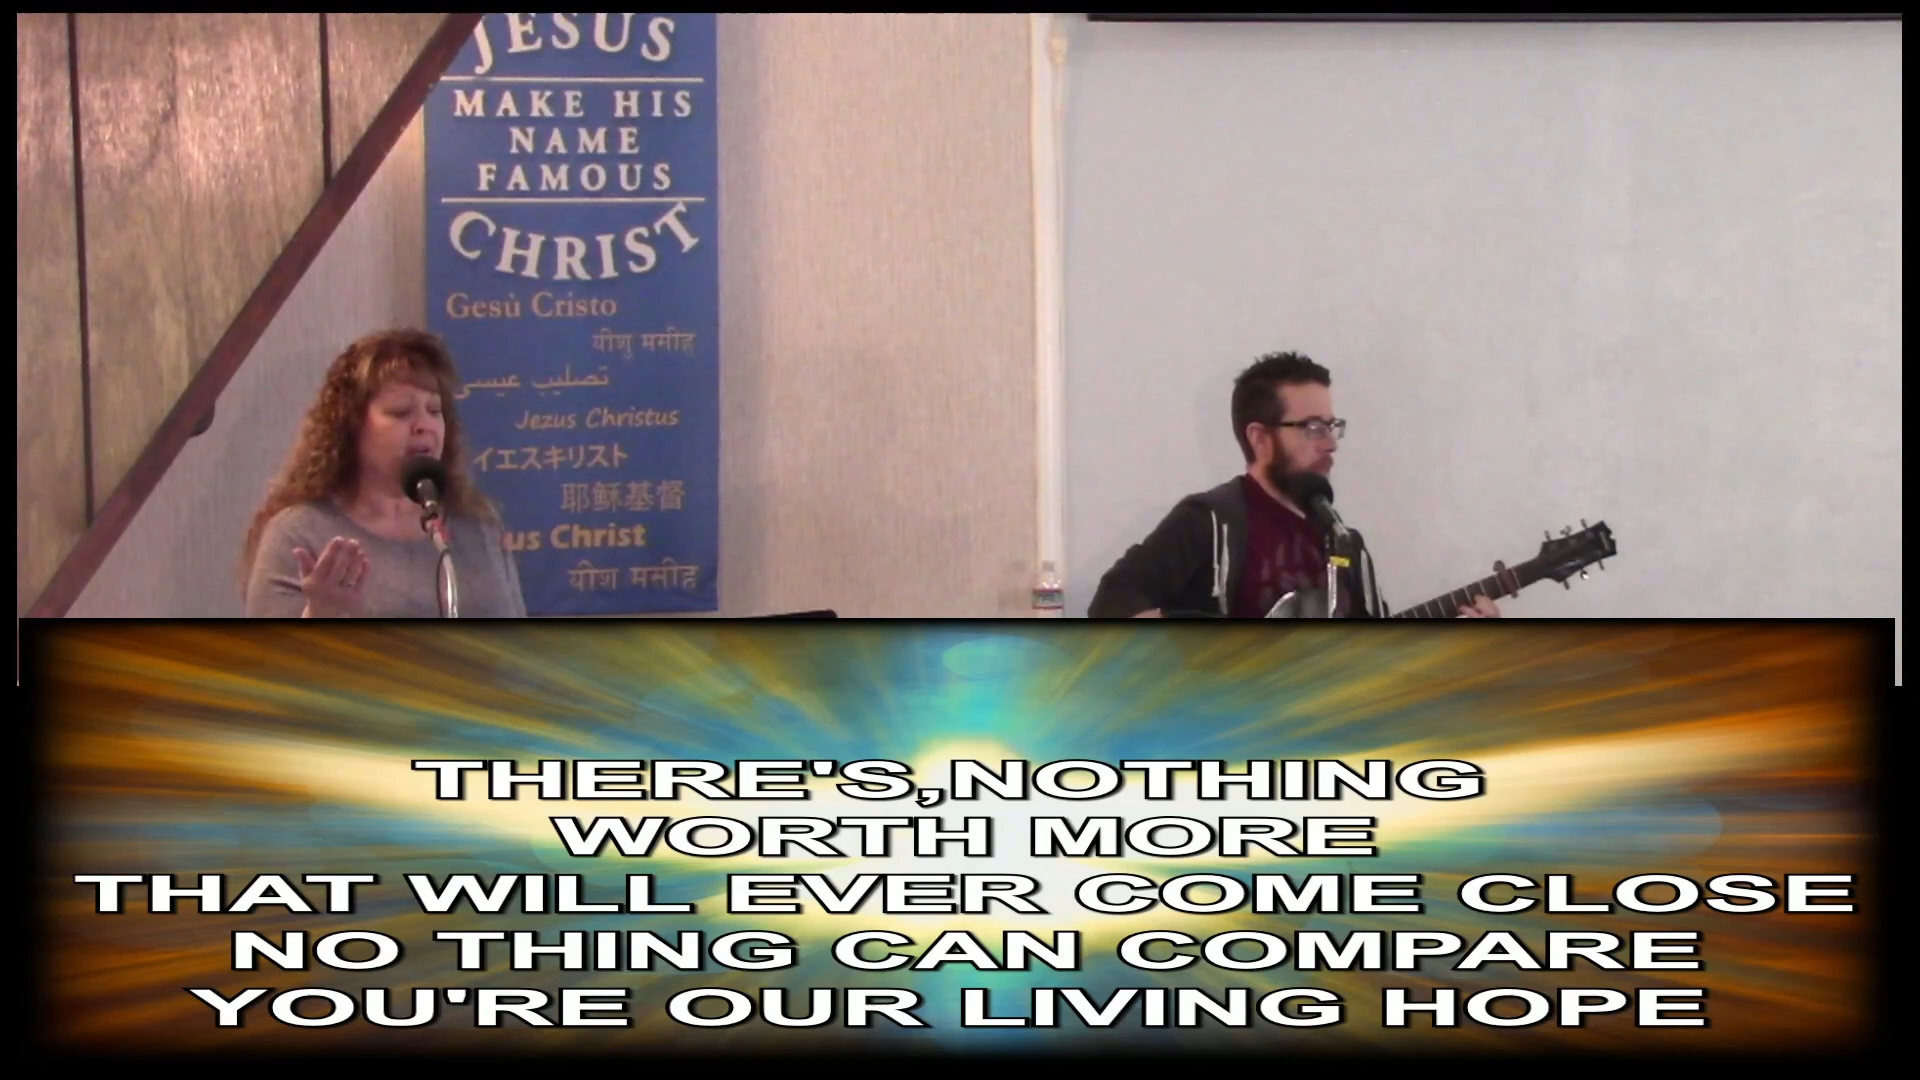 JESUS
MAKE HIS
NAME
FAMOUS
CHRIST
Gesù Cristo
यीशु मसीह
تصليب عيسى
Jezus Christus
イエスキリスト
耶稣基督
us Christ
यीशु मसीह
THERE'S,NOTHING
WORTH MORE
THAT WILL EVER COME CLOSE
NO THING CAN COMPARE
YOU'RE OUR LIVING HOPE